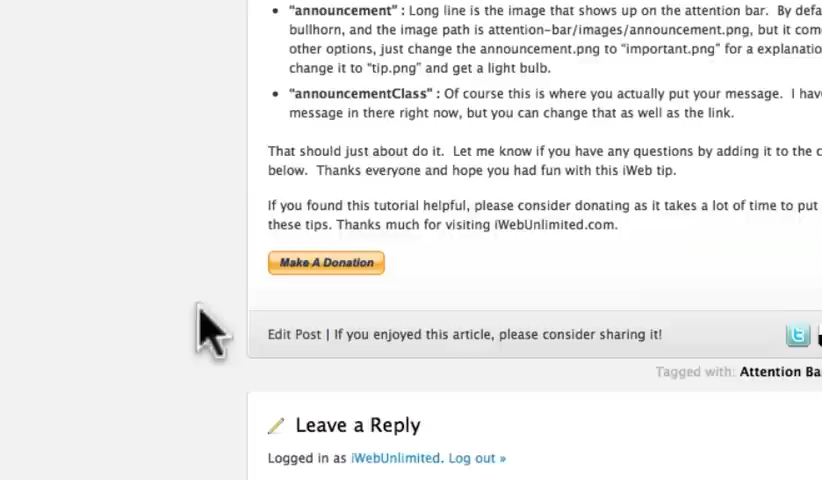 • "announcement" : Long line is the image that shows up on the attention bar. By
bullhorn, and the image path is attention-bar/images/announcement.png, but it
other options, just change the announcement.png to “important.png” for a
change it to “tip.png” and get a light bulb.
• "announcementClass" : Of course this is where you actually put your message. I
message in there right now, but you can change that as well as the link.
That should just about do it. Let me know if you have any questions by adding it to the
below. Thanks everyone and hope you had fun with this iWeb tip.
If you found this tutorial helpful, please consider donating as it takes a lot of time to put
these tips. Thanks much for visiting iWebUnlimited.com.
Make A Donation
Edit Post | If you enjoyed this article, please consider sharing it!
Tagged with: Attention
Leave a Reply
Logged in as iWebUnlimited. Log out »